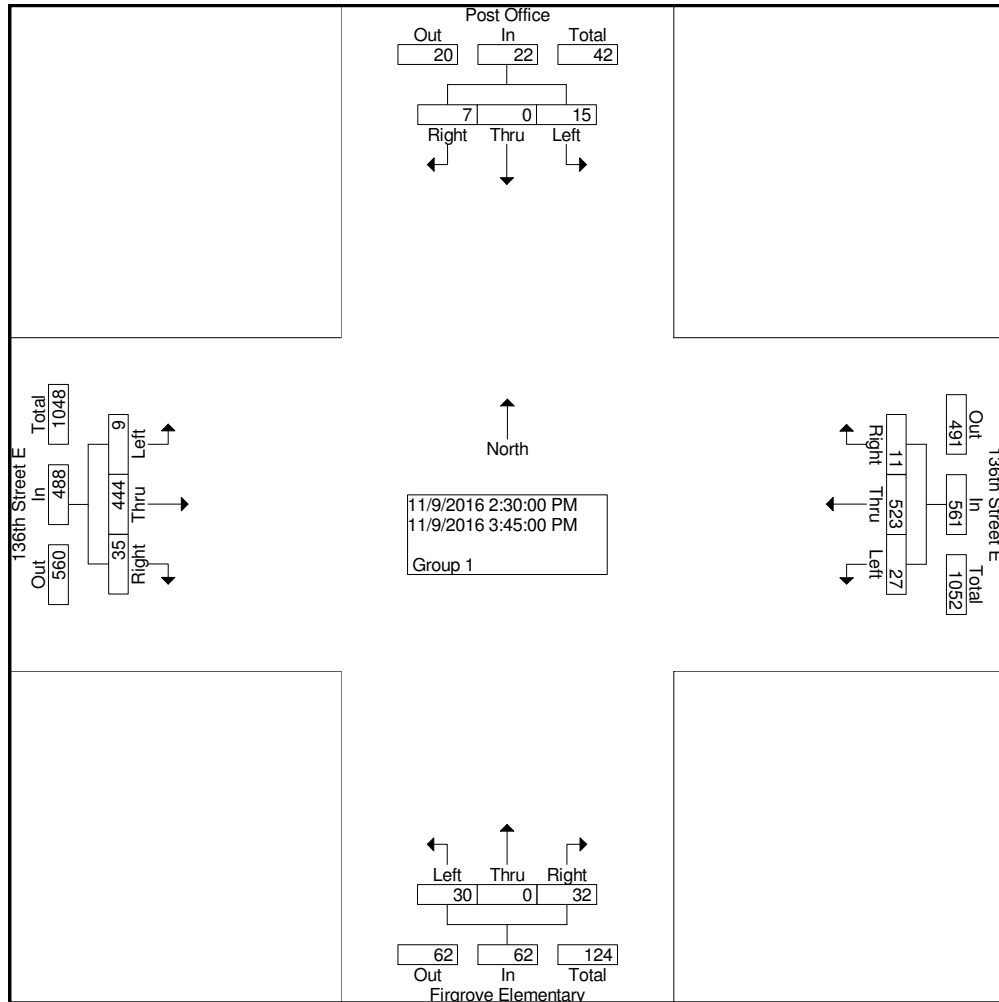 Post Office
Out In Total
20 22 42
7 0 15
Right Thru Left
North
11/9/2016 2:30:00 PM
11/9/2016 3:45:00 PM
Group 1
136th Street E
Total In Out
1048 488 560
9 444 35
Left Thru Right
136th Street E
Out In Total
491 561 1052
11 523 27
Right Thru Left
Left Thru Right
30 0 32
62 62 124
Out In Total
Firgrove Elementary